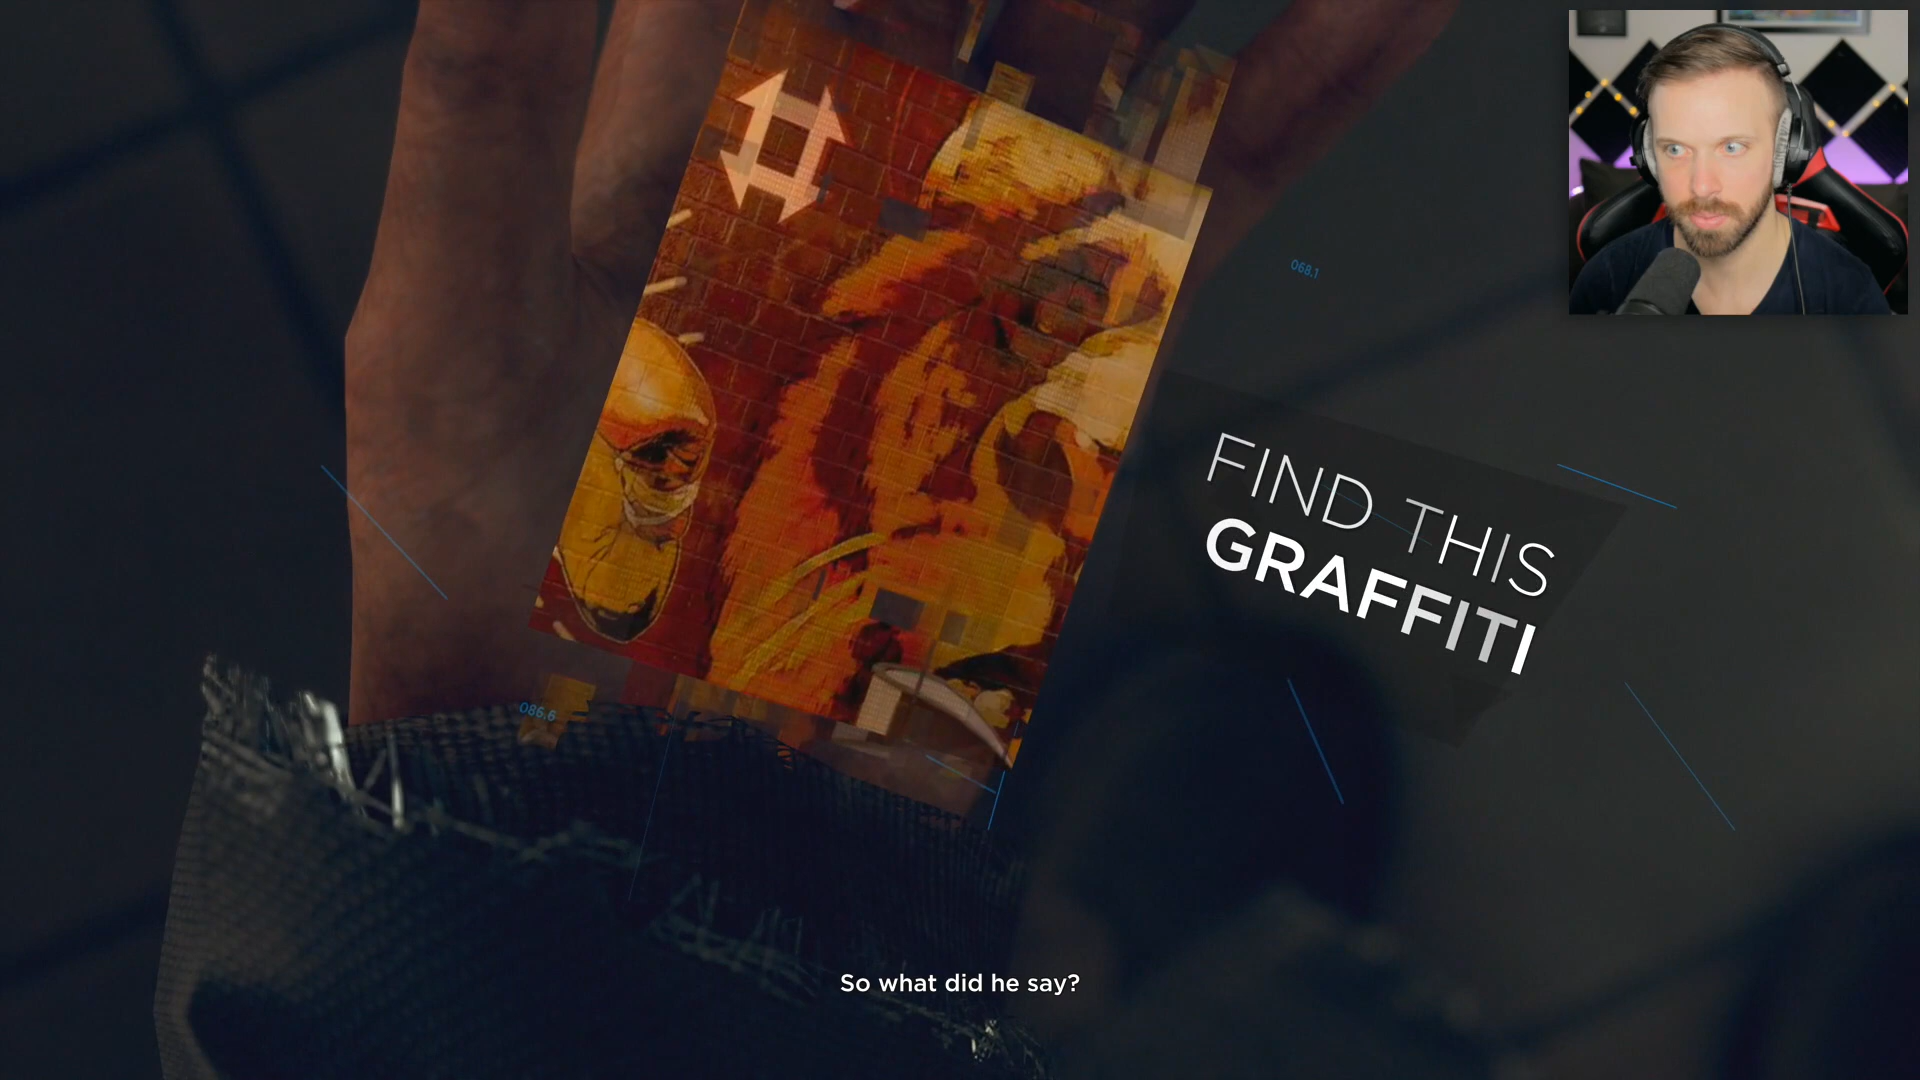 068.1
FIND THIS
GRAFFITI
086.6
So what did he say?